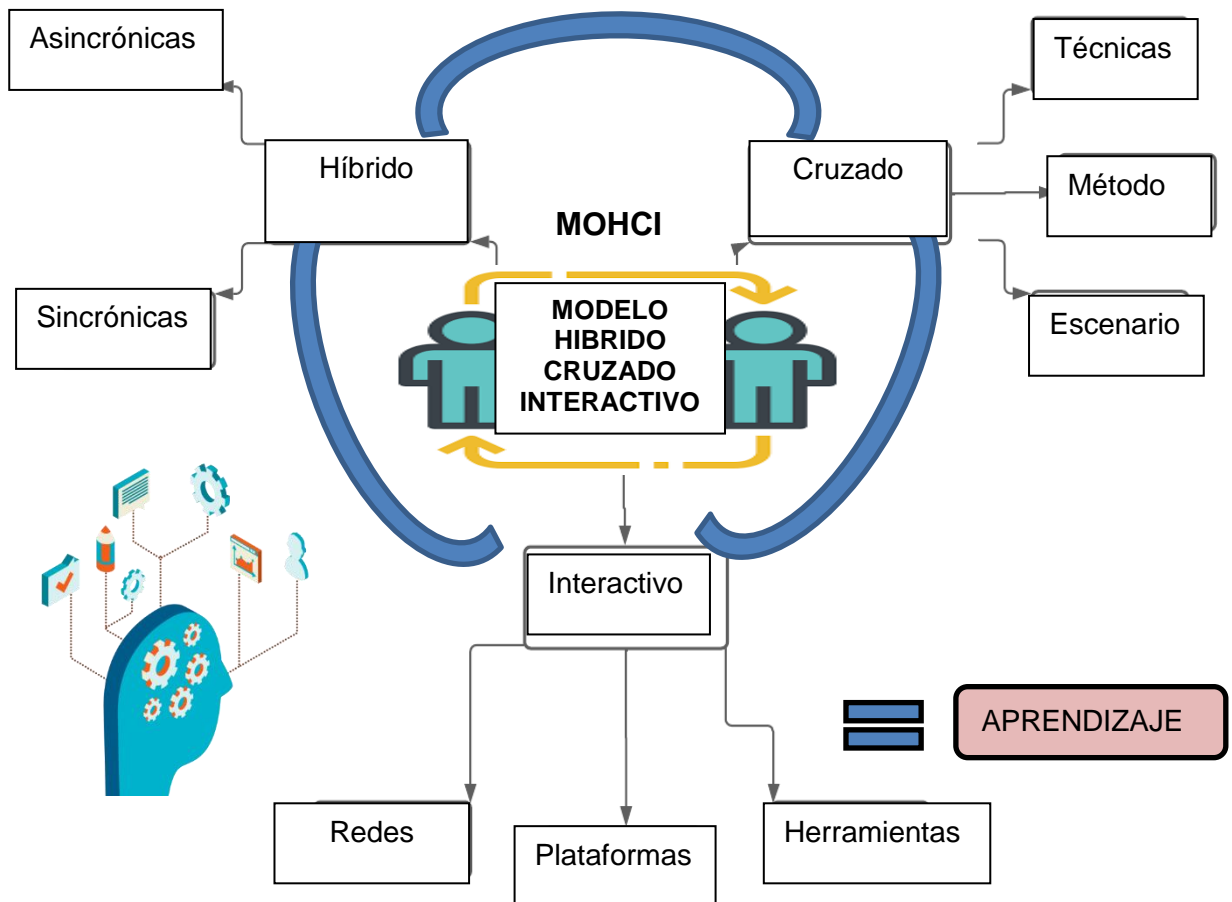 Asincrónicas
Técnicas
Híbrido
Cruzado
Método
MOHCI
Sincrónicas
MODELO
HIBRIDO
CRUZADO
INTERACTIVO
Escenario
Interactivo
APRENDIZAJE
Redes
Plataformas
Herramientas